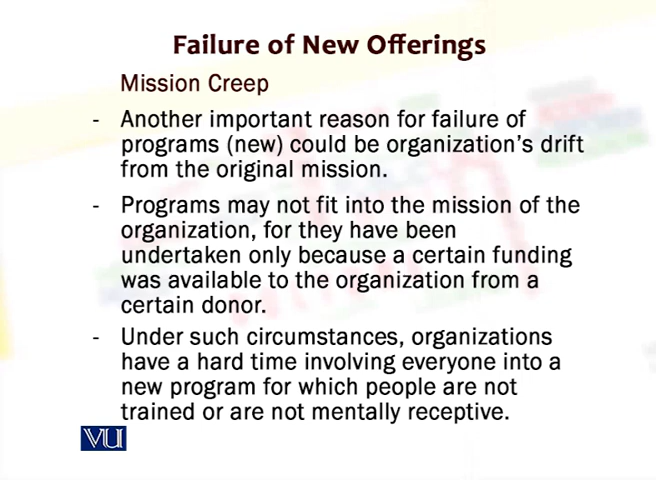 Failure of New Offerings
Mission Creep
- Another important reason for failure of
programs (new) could be organization's drift
from the original mission.
- Programs may not fit into the mission of the
organization, for they have been
undertaken only because a certain funding
was available to the organization from a
certain donor.
- Under such circumstances, organizations
have a hard time involving everyone into a
new program for which people are not
trained or are not mentally receptive.
VU